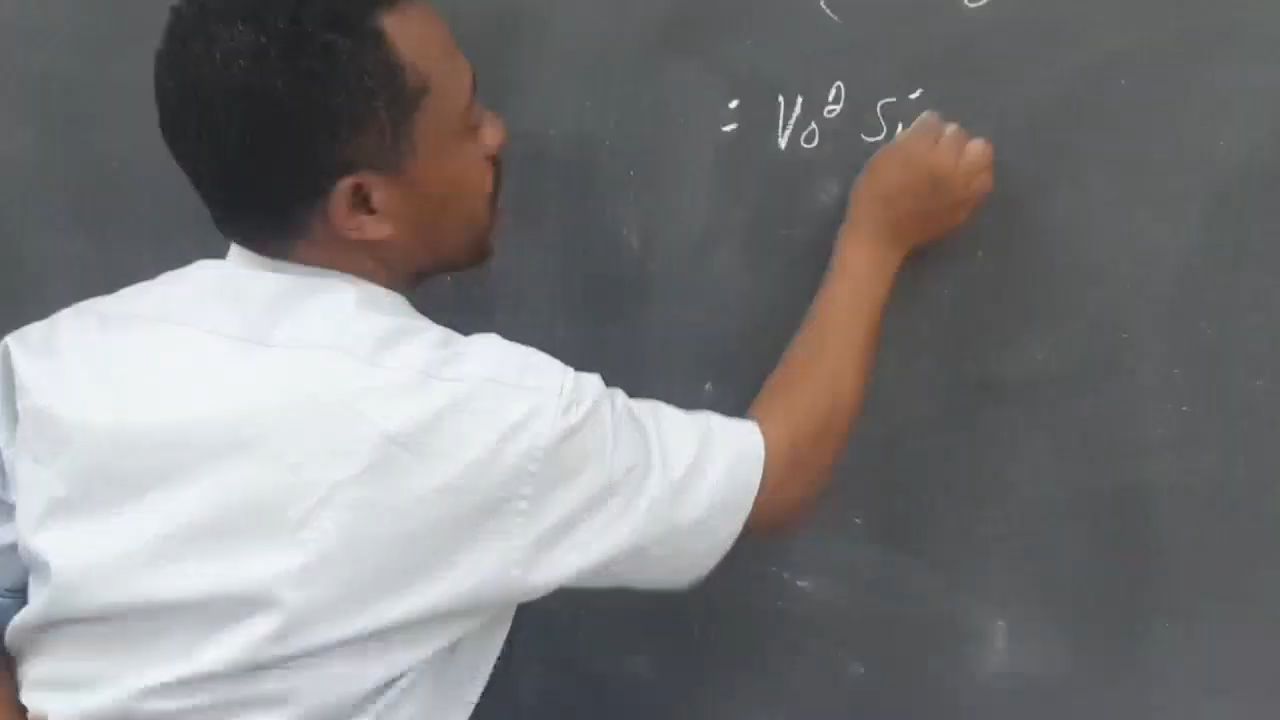 = V₀² Si